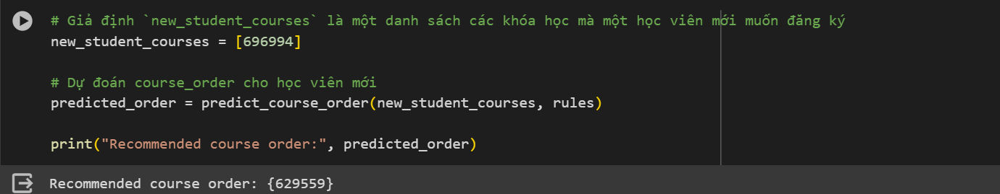 # Giả định `new_student_courses` là một danh sách các khóa học mà một học viên mới muốn đăng ký
new_student_courses = [696994]
# Dự đoán course_order cho học viên mới
predicted_order = predict_course_order(new_student_courses, rules)
print("Recommended course order:", predicted_order)
Recommended course order: {629559}